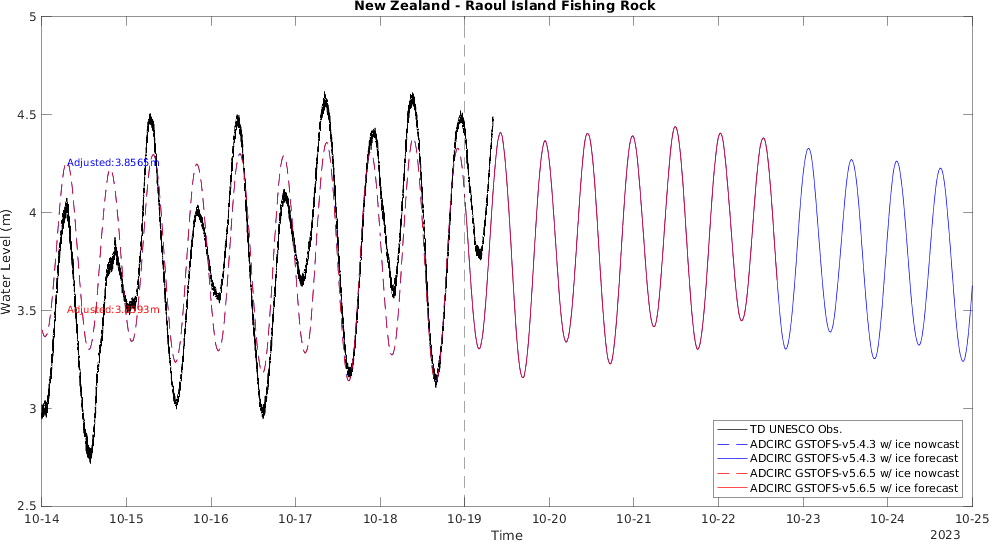 New Zealand - Raoul Island Fishing Rock
Water Level (m)
5
4.5
4
3.5
3
2.5
Adjusted:3.8565m
TD UNESCO Obs.
ADCIRC GSTOFS-v5.4.3 w/ ice nowcast
ADCIRC GSTOFS-v5.4.3 w/ ice forecast
ADCIRC GSTOFS-v5.6.5 w/ ice nowcast
ADCIRC GSTOFS-v5.6.5 w/ ice forecast
10-14 10-15 10-16 10-17 10-18 10-19 10-20 10-21 10-22 10-23 10-24 10-25
Time
2023